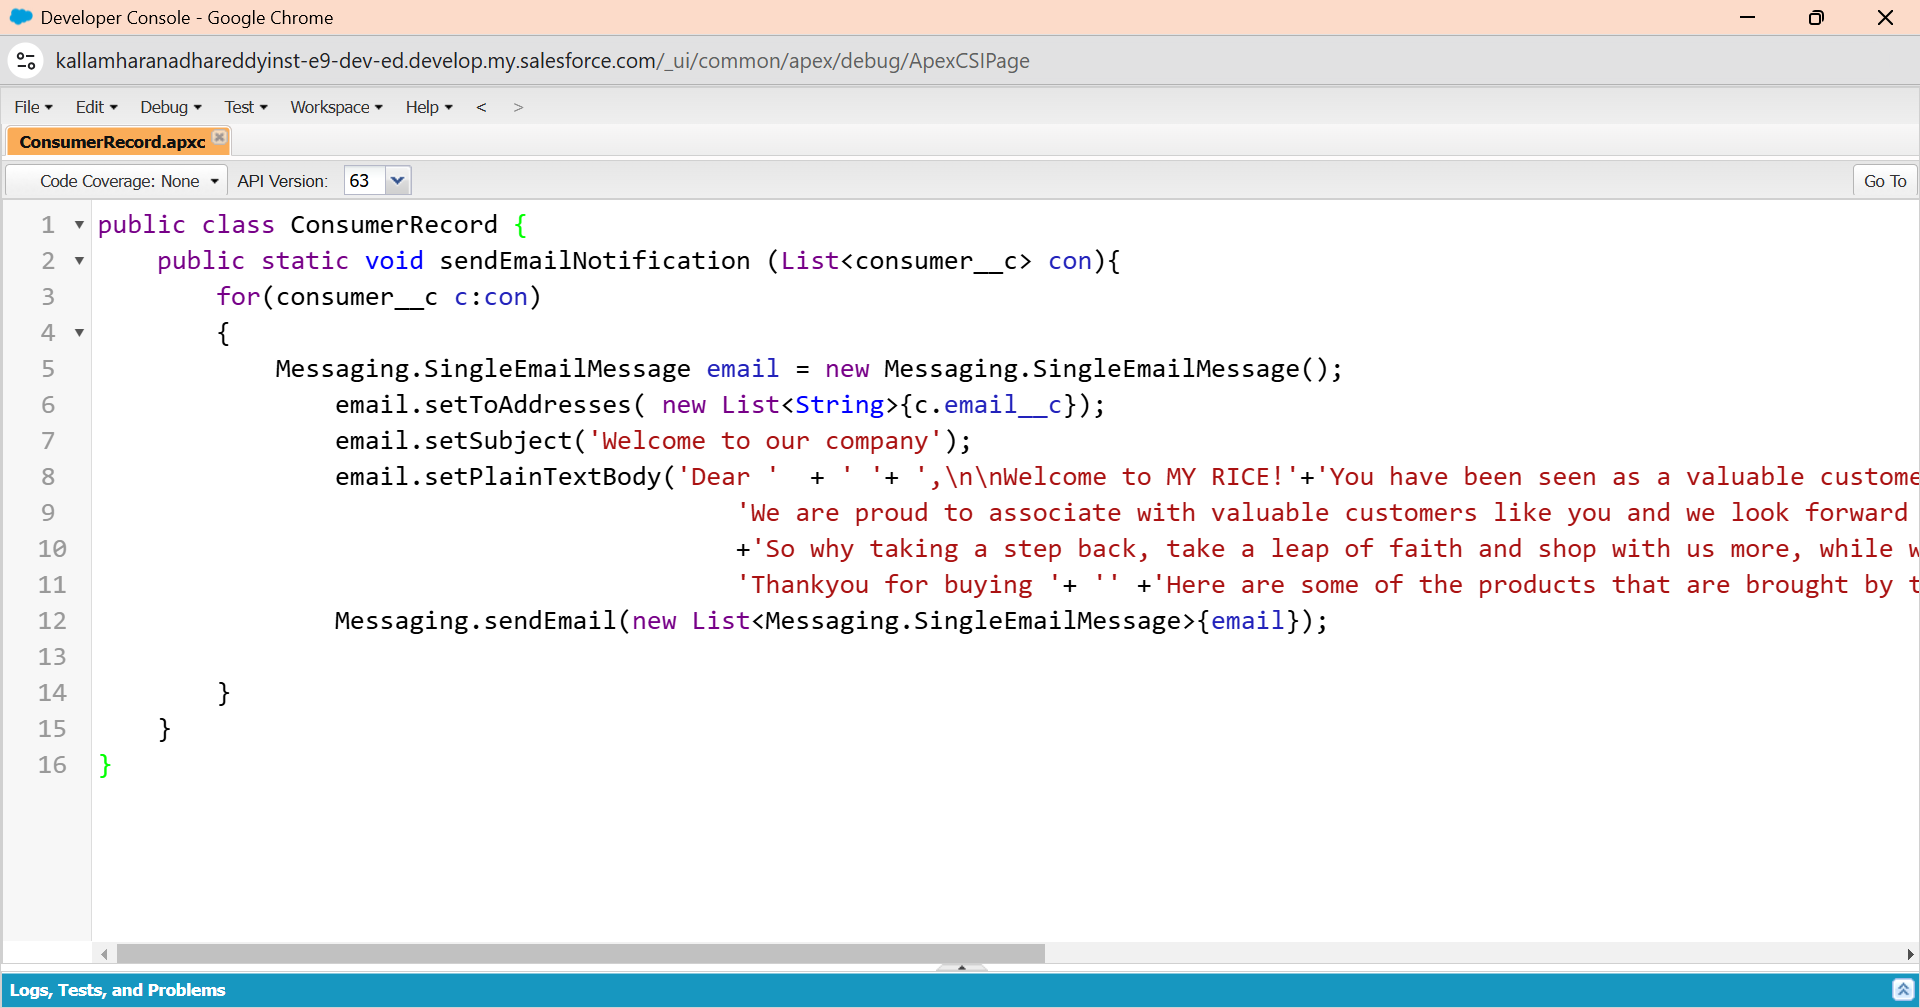 Developer Console - Google Chrome
kallamharanadhareddyinst-e9-dev-ed.develop.my.salesforce.com/_ui/common/apex/debug/ApexCSIPage
File Edit Debug Test Workspace Help < >
ConsumerRecord.apxc
Code Coverage: None API Version: 63 Go To
1 public class ConsumerRecord {
2 public static void sendEmailNotification (List<consumer__c> con){
3 for(consumer__c c:con)
4 {
5 Messaging.SingleEmailMessage email = new Messaging.SingleEmailMessage();
6 email.setToAddresses( new List<String>{c.email__c});
7 email.setSubject('Welcome to our company');
8 email.setPlainTextBody('Dear '  + ' '+ ',\n\nWelcome to MY RICE!'+'You have been seen as a valuable custome
9 'We are proud to associate with valuable customers like you and we look forward
10 +'So why taking a step back, take a leap of faith and shop with us more, while w
11 'Thankyou for buying '+ '' +'Here are some of the products that are brought by t
12 Messaging.sendEmail(new List<Messaging.SingleEmailMessage>{email});
13
14 }
15 }
16 }
Logs, Tests, and Problems